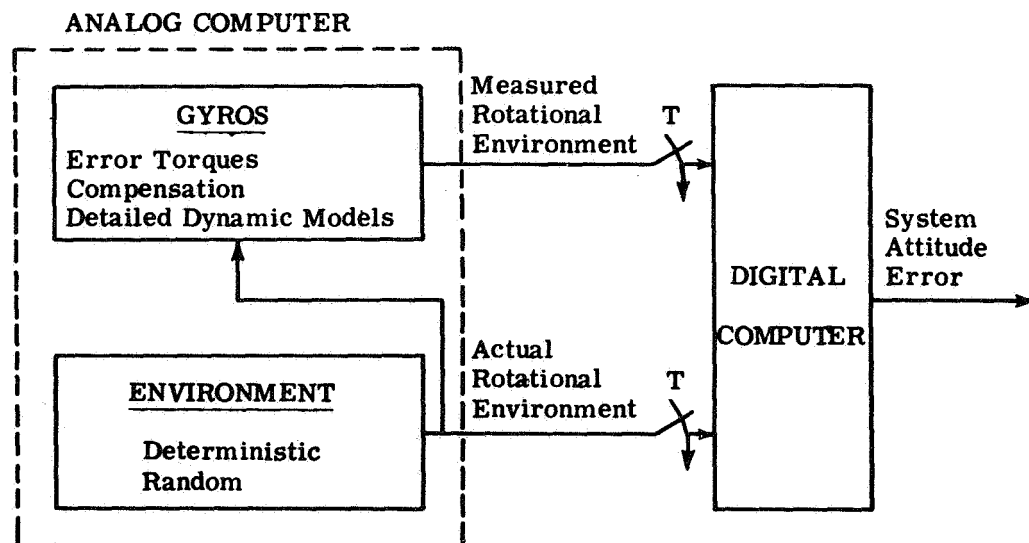 ANALOG COMPUTER
GYROS
Error Torques
Compensation
Detailed Dynamic Models
Measured
Rotational
Environment
T
ENVIRONMENT
Deterministic
Random
Actual
Rotational
Environment
T
DIGITAL
COMPUTER
System
Attitude
Error